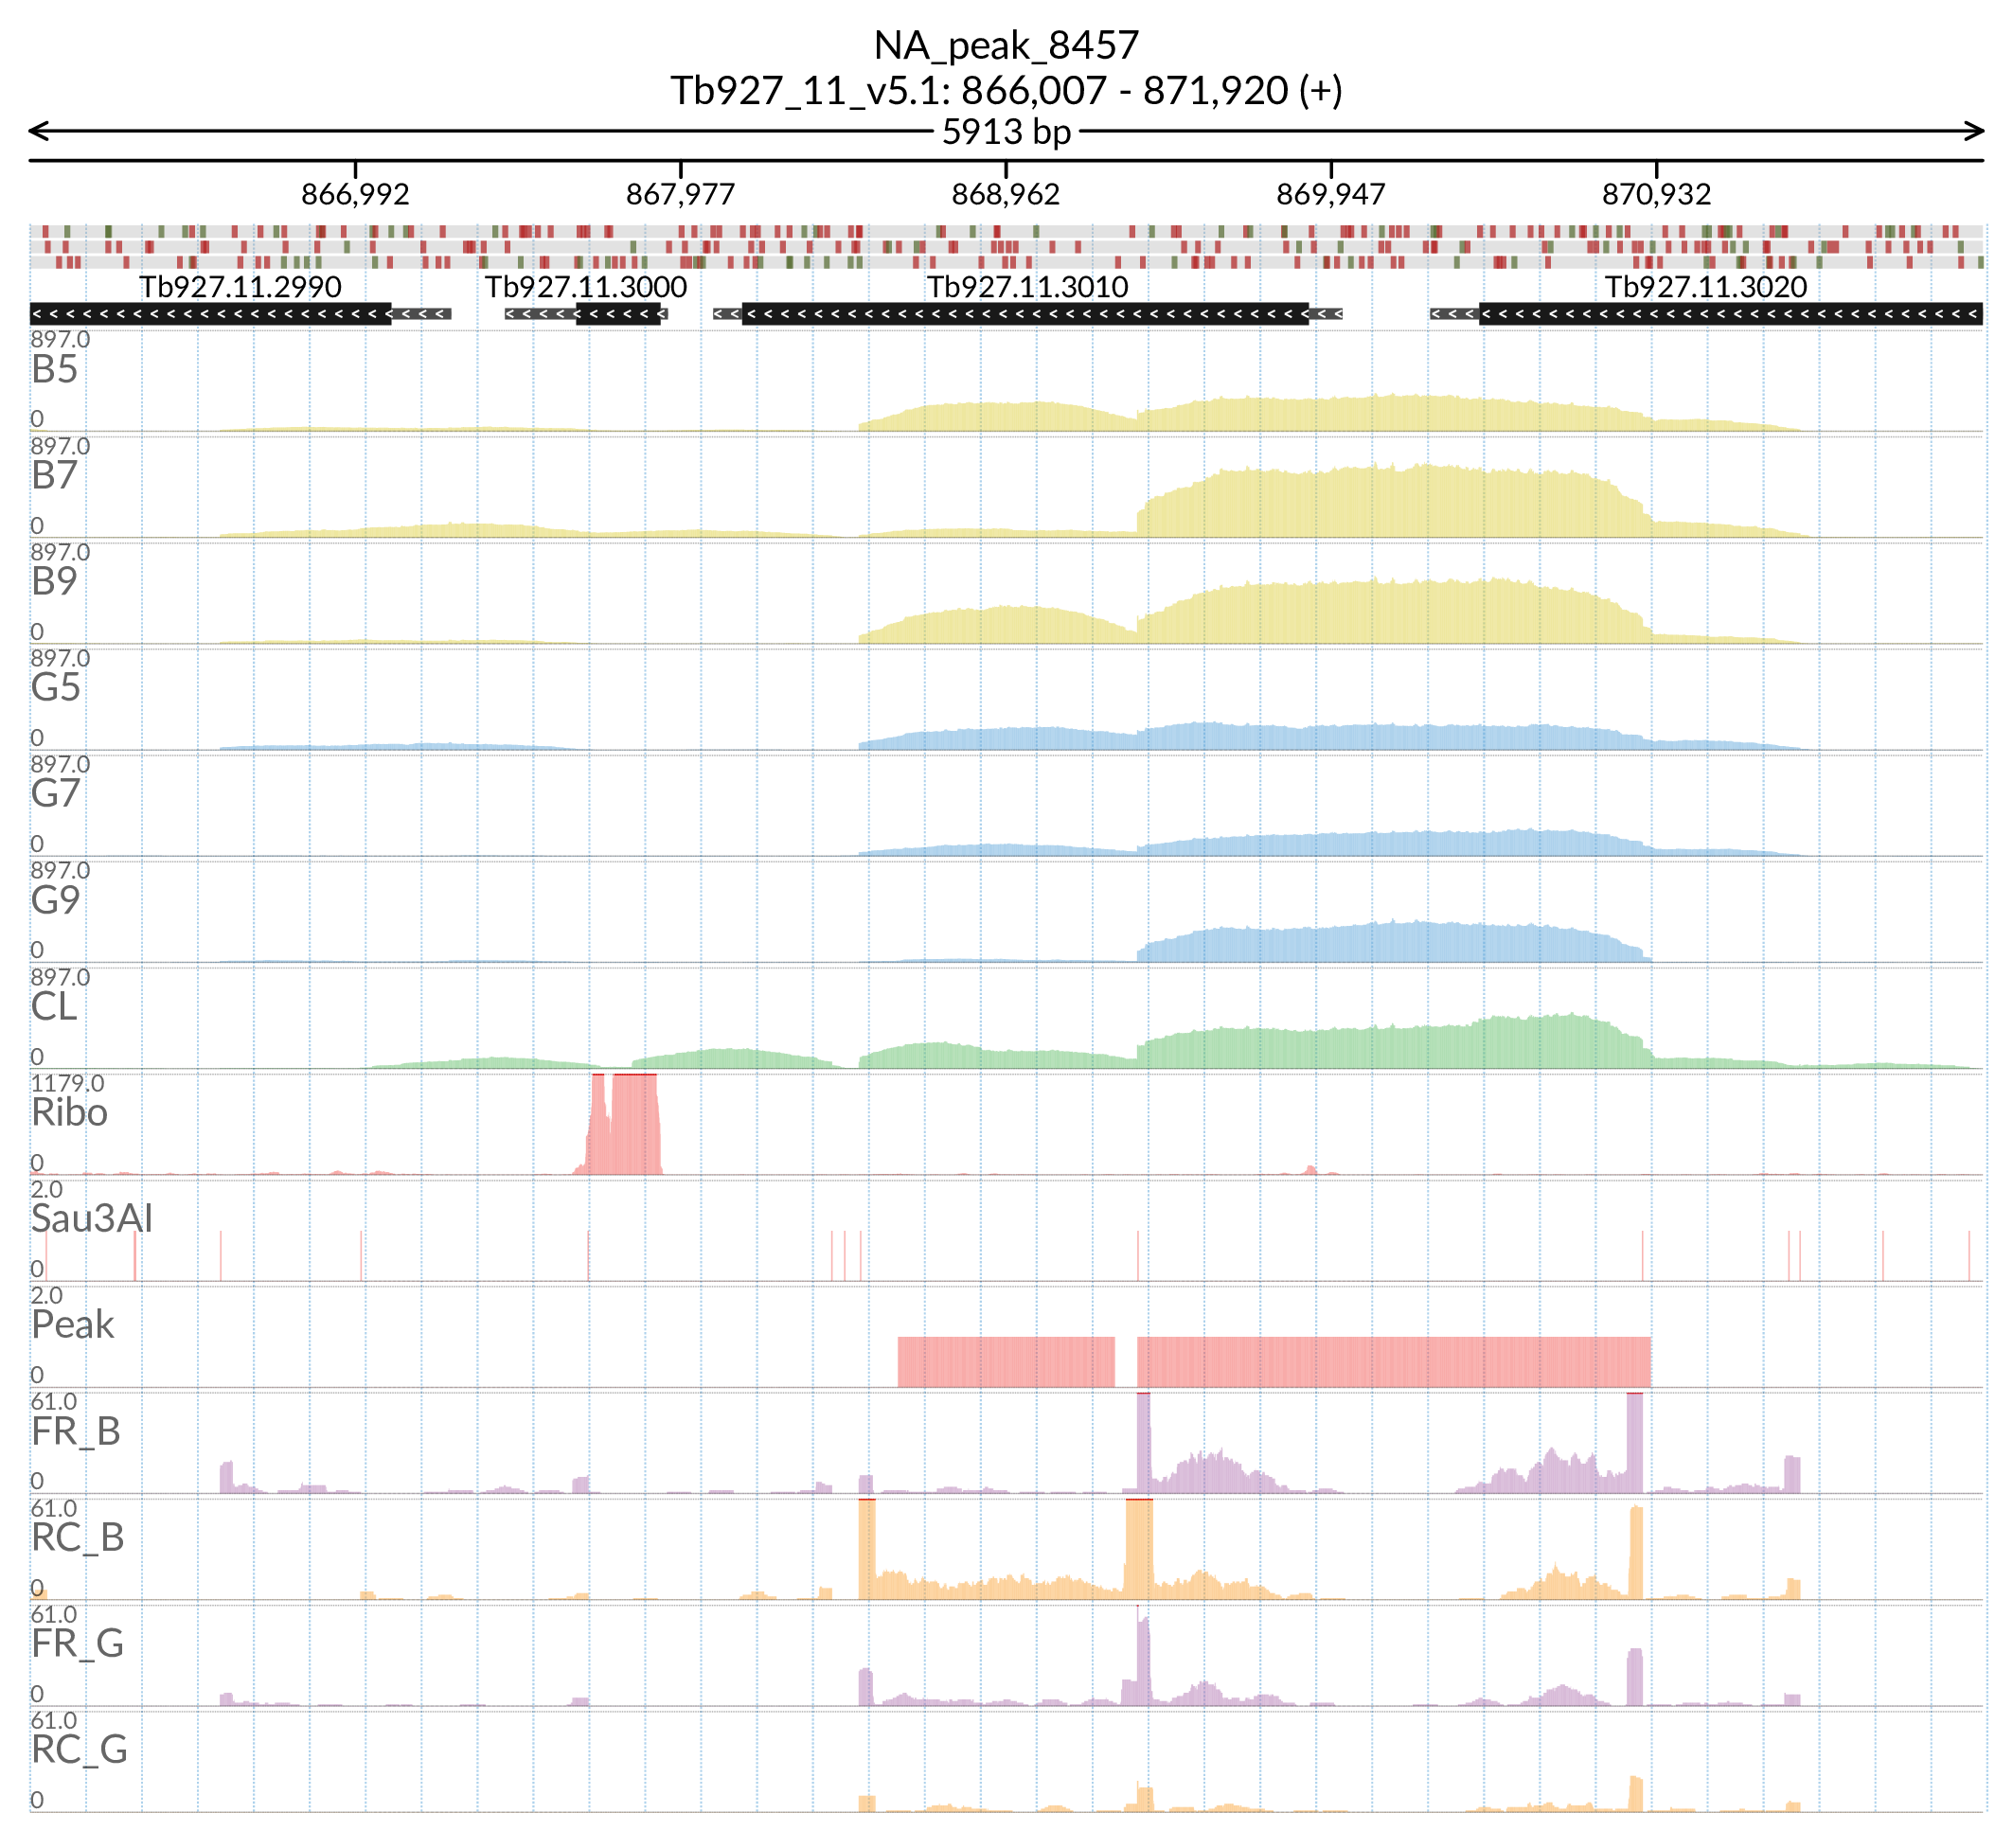 NA_peak_8457
Tb927_11_v5.1: 866,007 - 871,920 (+)
5913 bp
866,992 867,977 868,962 869,947 870,932
Tb927.11.2990 Tb927.11.3000 Tb927.11.3010 Tb927.11.3020
897.0
B5
0
897.0
B7
0
897.0
B9
0
897.0
G5
0
897.0
G7
0
897.0
G9
0
897.0
CL
0
1179.0
Ribo
0
2.0
Sau3AI
0
2.0
Peak
0
61.0
FR_B
0
61.0
RC_B
0
61.0
FR_G
0
61.0
RC_G
0